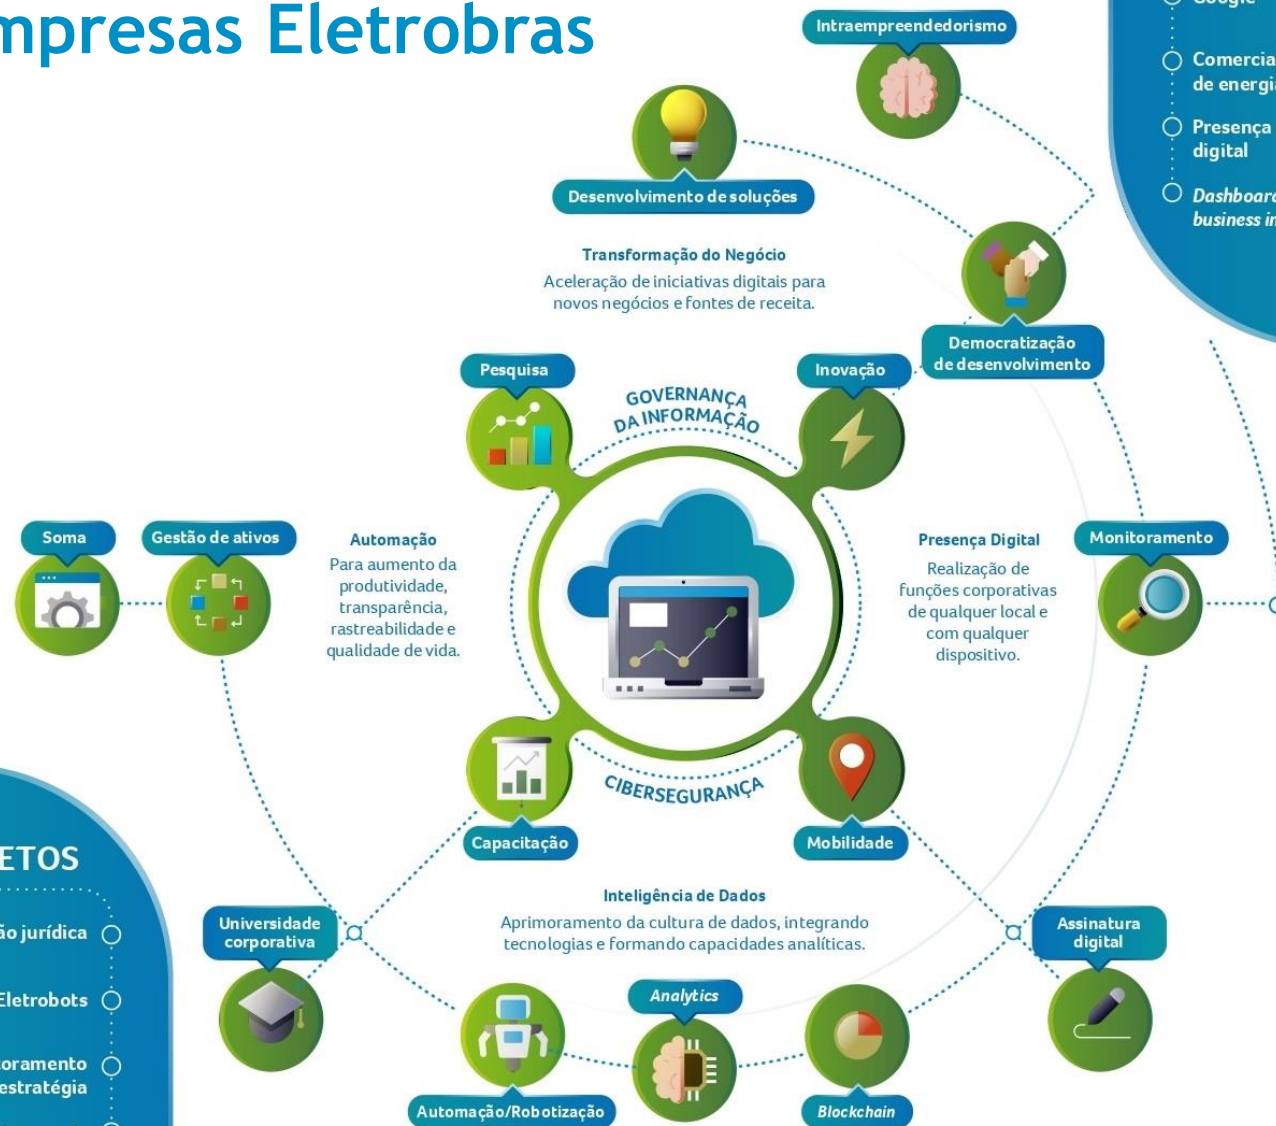 mpresas Eletrobras
Intraempreendedorismo
Google
Comercia
de energia
Presença
digital
Dashboard
business in
Desenvolvimento de soluções
Transformação do Negócio
Aceleração de iniciativas digitais para
novos negócios e fontes de receita.
Democratização
de desenvolvimento
Pesquisa
Inovação
GOVERNANÇA
DA INFORMAÇÃO
Soma
Gestão de ativos
Automação
Para aumento da
produtividade,
transparência,
rastreabilidade e
qualidade de vida.
Presença Digital
Realização de
funções corporativas
de qualquer local e
com qualquer
dispositivo.
Monitoramento
CIBERSEGURANÇA
Capacitação
Mobilidade
Inteligência de Dados
Aprimoramento da cultura de dados, integrando
tecnologias e formando capacidades analíticas.
Universidade
corporativa
Assinatura
digital
Analytics
Automação/Robotização
Blockchain
ETOS
ão jurídica
Eletrobots
toramento
estratégia